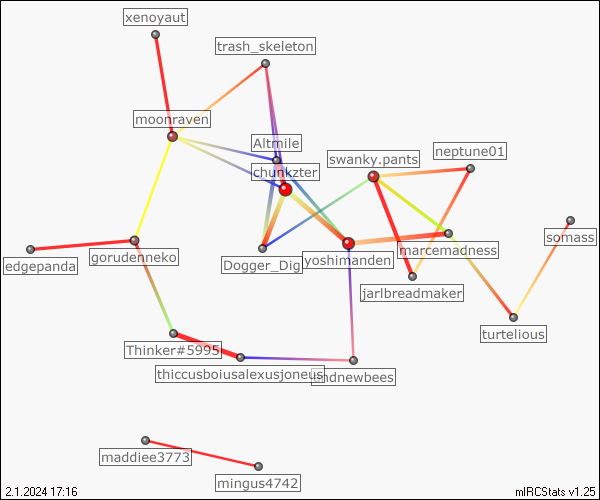 xenoyaut
trash_skeleton
moonraven
Altmile
swanky.pants
neptune01
chunkzter
somass
edgepanda
gorudenneko
Dogger_Dig
yoshimanden
marcemadness
jarlbreadmaker
turtelious
Thinker#5995
thiccusboiusalexusjoneus
ndnewbees
maddiee3773
mingus4742
2.1.2024 17:16
mIRCStats v1.25